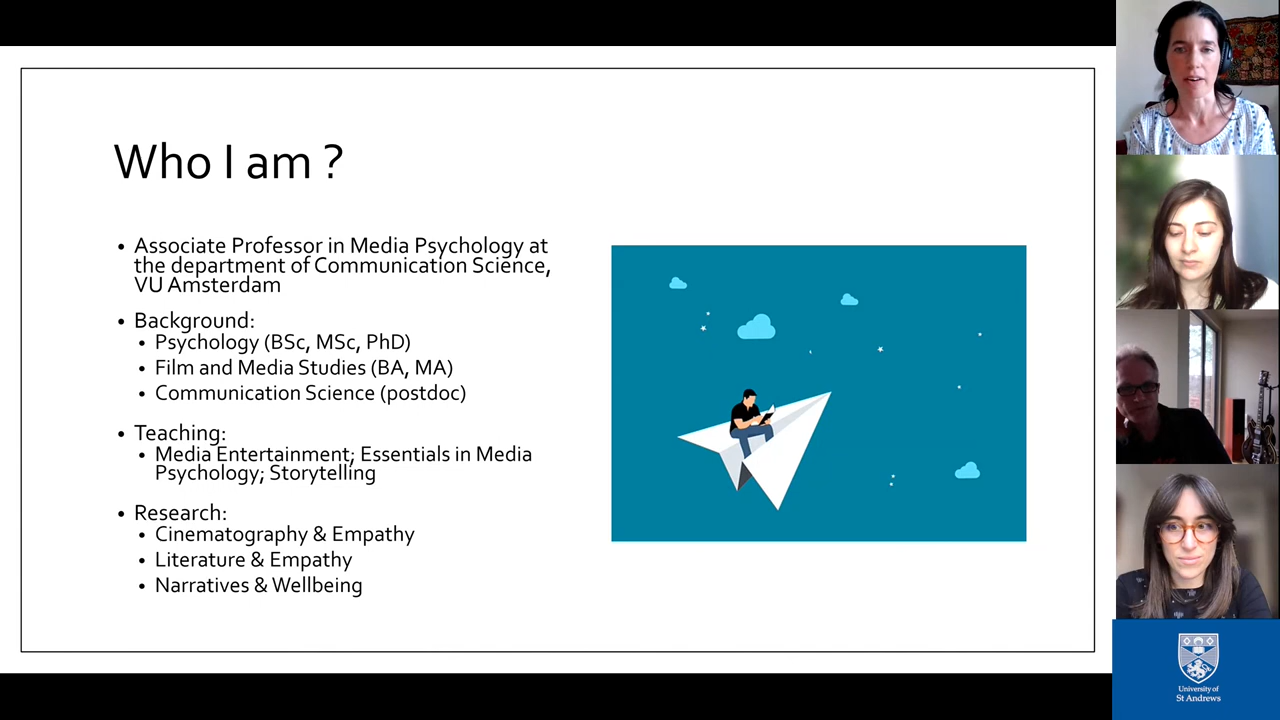 Who I am ?
• Associate Professor in Media Psychology at
the department of Communication Science,
VU Amsterdam
• Background:
• Psychology (BSc, MSc, PhD)
• Film and Media Studies (BA, MA)
• Communication Science (postdoc)
• Teaching:
• Media Entertainment; Essentials in Media
Psychology; Storytelling
• Research:
• Cinematography & Empathy
• Literature & Empathy
• Narratives & Wellbeing
University of
St Andrews